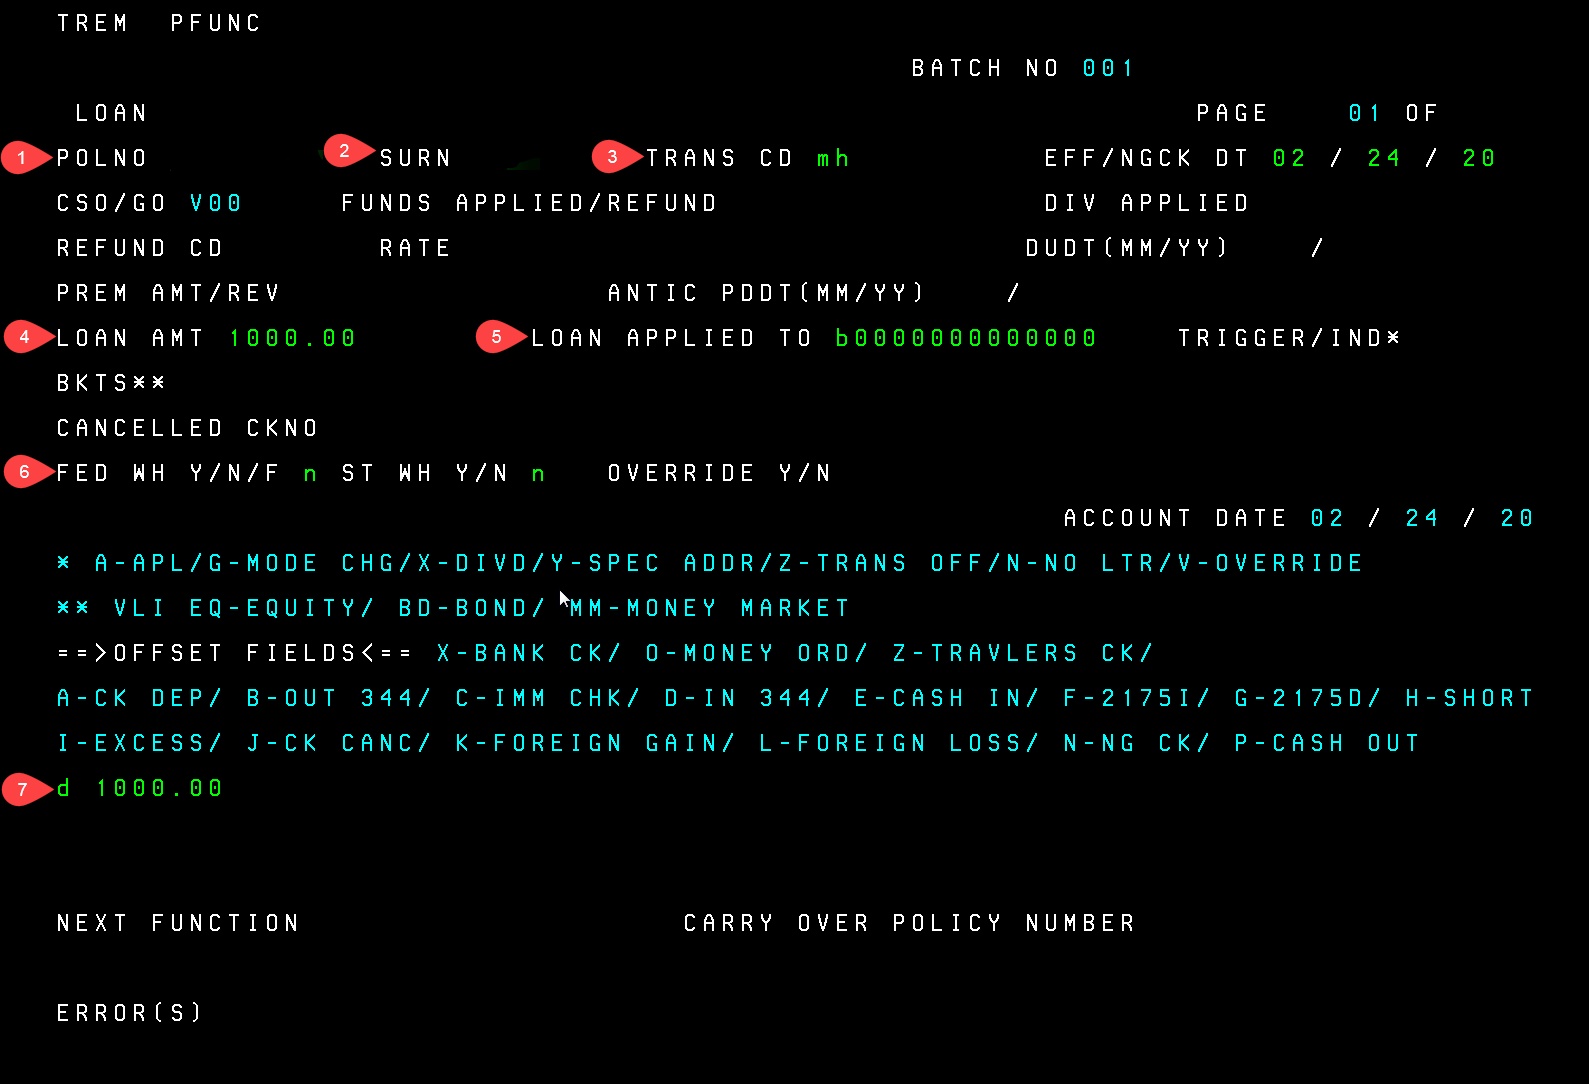 TREM PFUNC
BATCH NO 001
LOAN PAGE 01 OF
1 POLNO 2 SURN 3 TRANS CD mh EFF/NGCK DT 02 / 24 / 20
CSO/GO V00 FUNDS APPLIED/REFUND DIV APPLIED
REFUND CD RATE DUDT(MM/YY) /
PREM AMT/REV ANTIC PDDT(MM/YY) /
4 LOAN AMT 1000.00 5 LOAN APPLIED TO b0000000000000 TRIGGER/IND*
BKTS**
CANCELLED CKNO
6 FED WH Y/N/F n ST WH Y/N n OVERRIDE Y/N
ACCOUNT DATE 02 / 24 / 20
* A-APL/G-MODE CHG/X-DIVD/Y-SPEC ADDR/Z-TRANS OFF/N-NO LTR/V-OVERRIDE
** VLI EQ-EQUITY/ BD-BOND/ MM-MONEY MARKET
==>OFFSET FIELDS<== X-BANK CK/ O-MONEY ORD/ Z-TRAVLERS CK/
A-CK DEP/ B-OUT 344/ C-IMM CHK/ D-IN 344/ E-CASH IN/ F-2175I/ G-2175D/ H-SHORT
I-EXCESS/ J-CK CANC/ K-FOREIGN GAIN/ L-FOREIGN LOSS/ N-NG CK/ P-CASH OUT
7 d 1000.00
NEXT FUNCTION CARRY OVER POLICY NUMBER
ERROR(S)